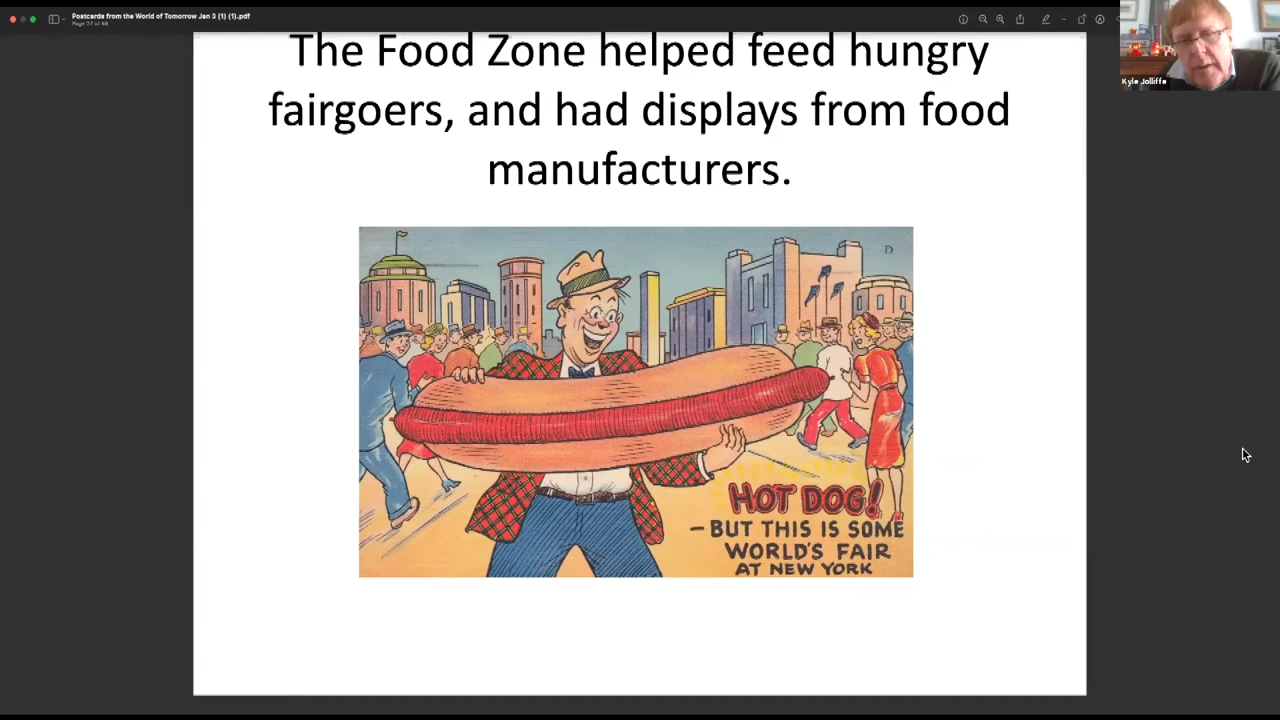 Postcards from the World of Tomorrow Jan 3 (1) (1).pdf
Kyle Jolliffe
The Food Zone helped feed hungry
fairgoers, and had displays from food
manufacturers.
D
HOT DOG!
– BUT THIS IS SOME
WORLD'S FAIR
AT NEW YORK